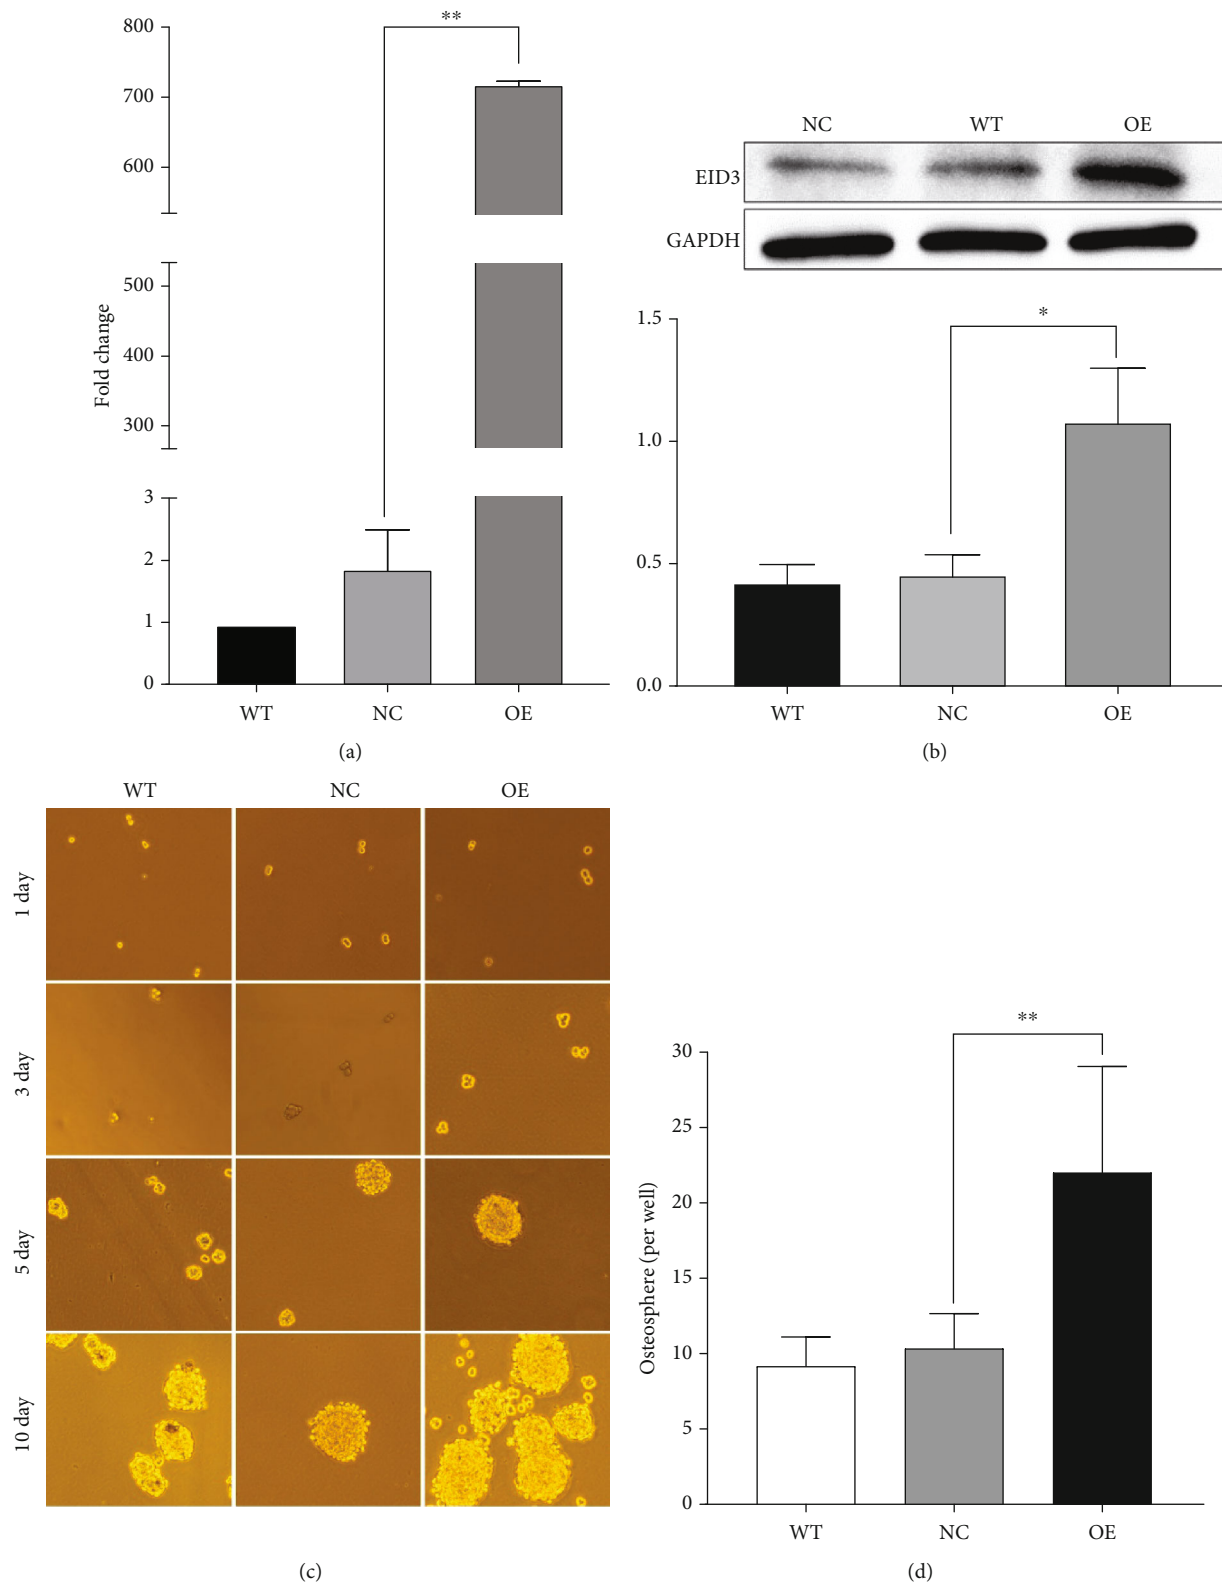 **
800
700
600
500
400
300
3
2
1
0
Fold change
WT NC OE
(a)
NC WT OE
EID3
GAPDH
*
1.5
1.0
0.5
0.0
WT NC OE
(b)
WT NC OE
1 day
3 day
5 day
10 day
(c)
**
30
25
20
15
10
5
0
Osteosphere (per well)
WT NC OE
(d)